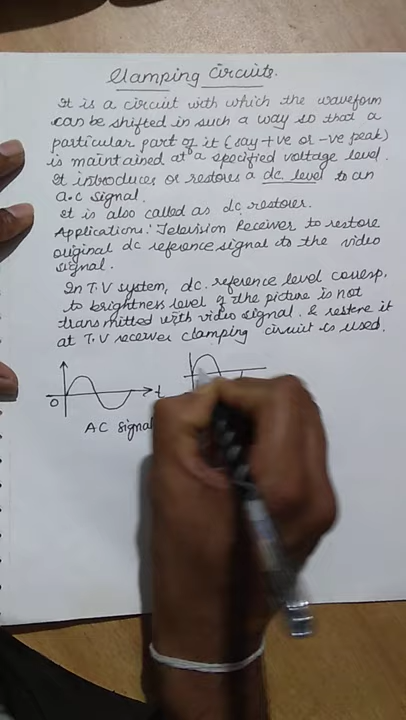 Clamping Circuits.
It is a circuit with which the waveform
can be shifted in such a way so that a
particular part of it (say +ve or -ve peak)
is maintained at a specified voltage level.
It introduces or restores a dc level to an
a.c signal.
It is also called as d.c. restorer.
Application: Television Receiver to restore
original dc reference signal to the video
signal.
In T.V system, d.c. reference level corresp.
to brightness level of the picture is not
transmitted with video signal. & restore it
at T.V receiver clamping circuit is used.
0 t
AC signal